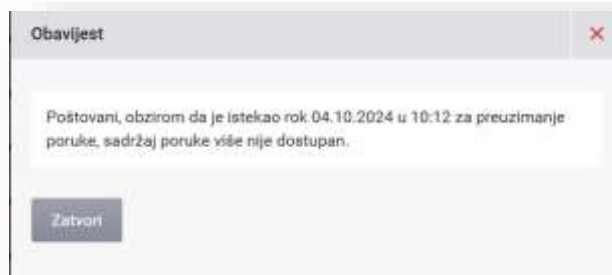 Obavijest
Poštovani, obzirom da je istekao rok 04.10.2024 u 10:12 za preuzimanje
poruke, sadržaj poruke više nije dostupan.
Zatvori